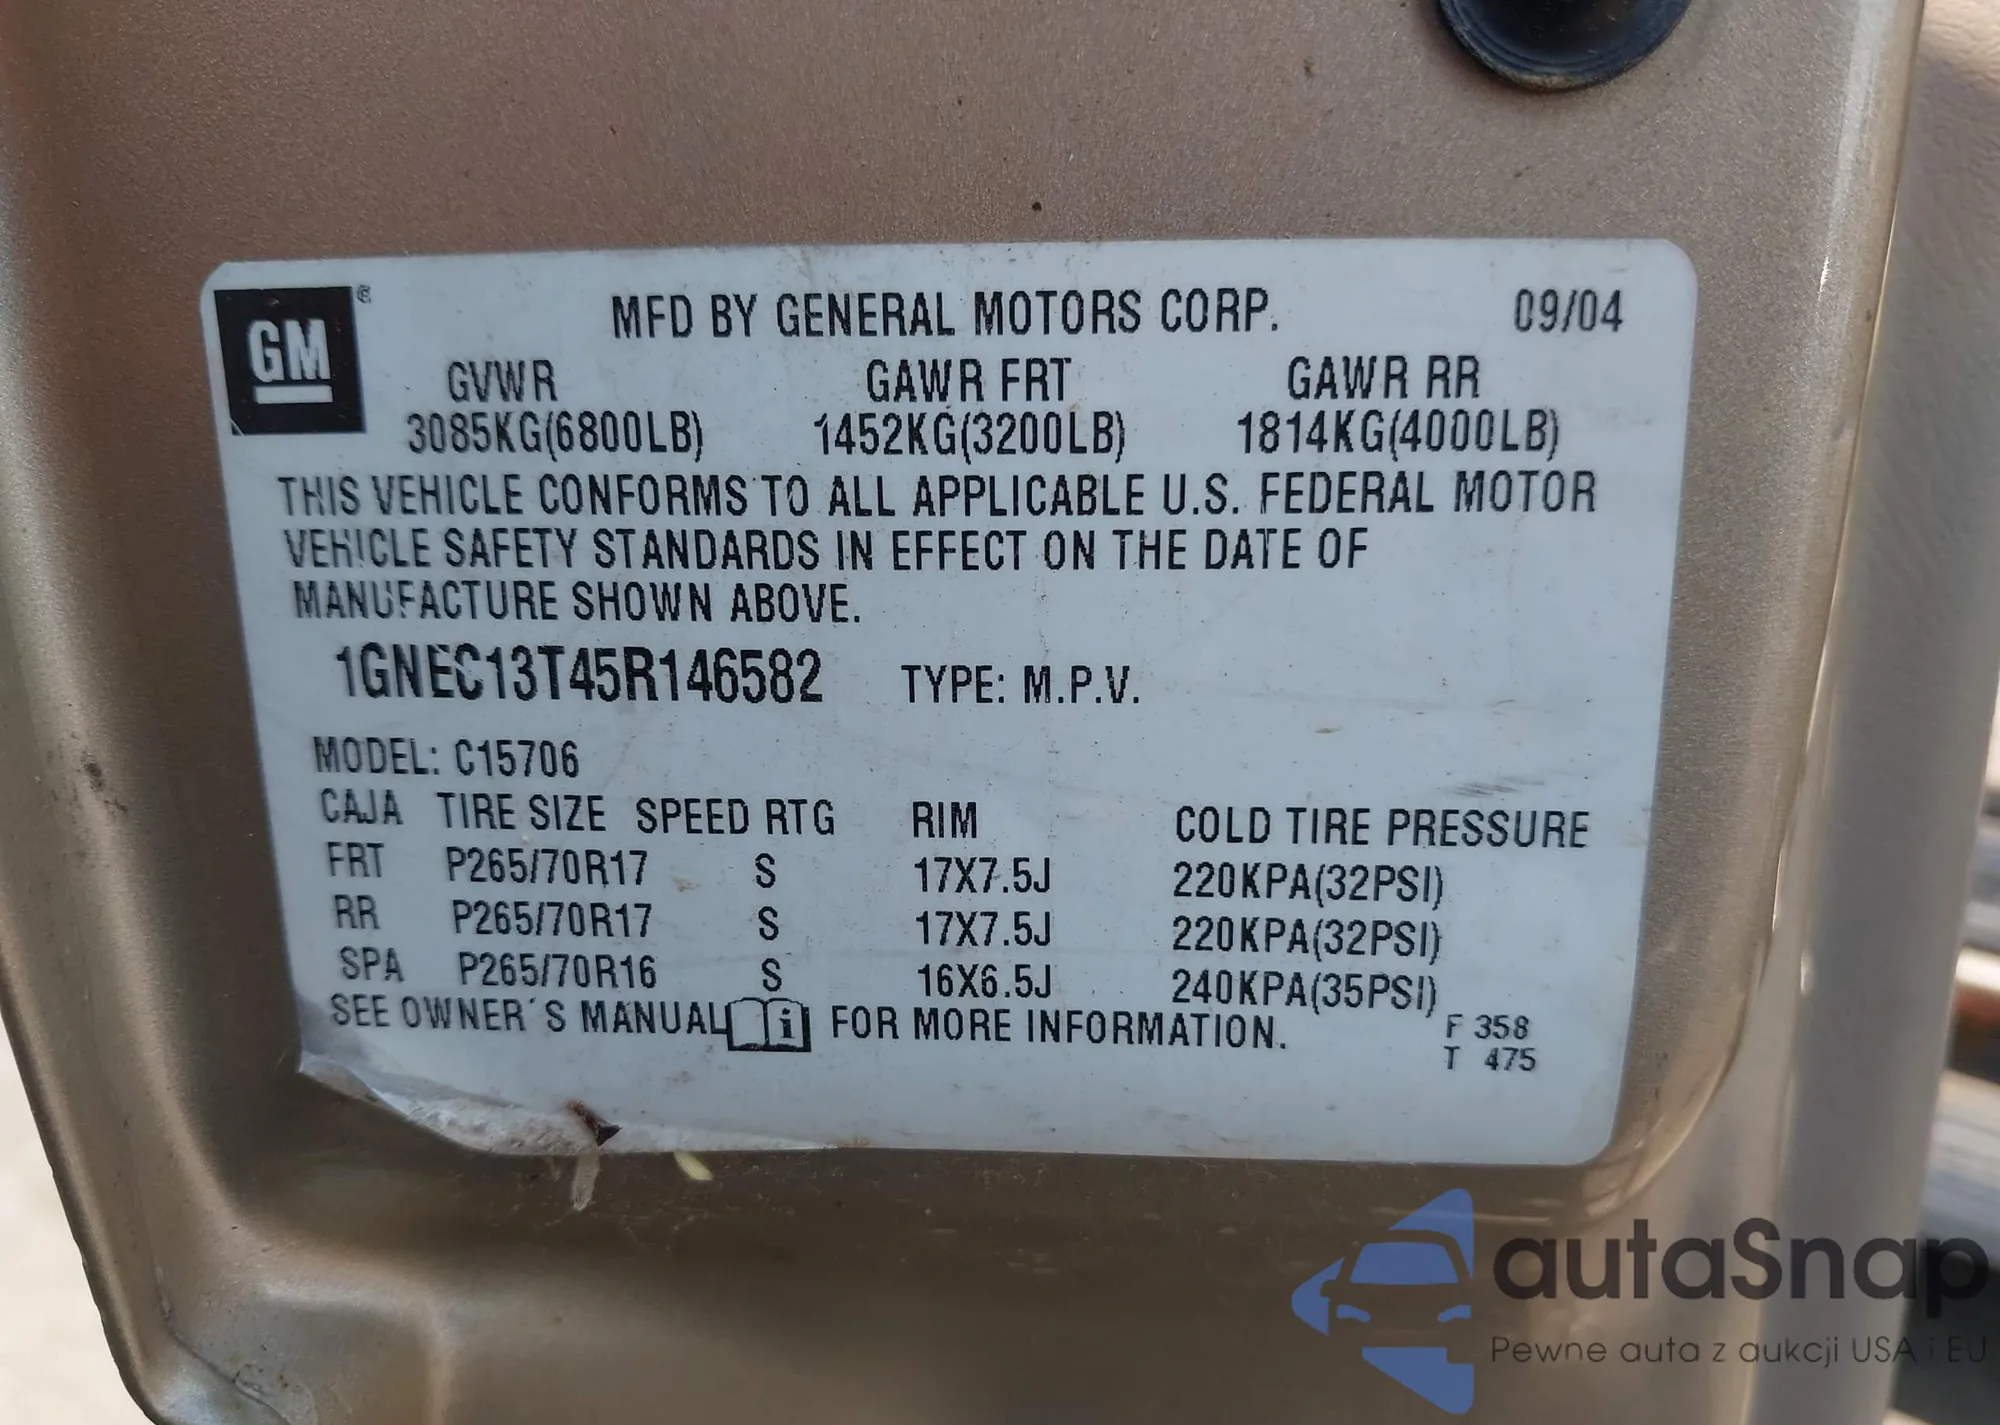 GM ®
MFD BY GENERAL MOTORS CORP. 09/04
GVWR GAWR FRT GAWR RR
3085KG(6800LB) 1452KG(3200LB) 1814KG(4000LB)
THIS VEHICLE CONFORMS TO ALL APPLICABLE U.S. FEDERAL MOTOR
VEHICLE SAFETY STANDARDS IN EFFECT ON THE DATE OF
MANUFACTURE SHOWN ABOVE.
1GNEC13T45R146582 TYPE: M.P.V.
MODEL: C15706
CAJA TIRE SIZE SPEED RTG RIM COLD TIRE PRESSURE
FRT P265/70R17 S 17X7.5J 220KPA(32PSI)
RR P265/70R17 S 17X7.5J 220KPA(32PSI)
SPA P265/70R16 S 16X6.5J 240KPA(35PSI)
SEE OWNER´S MANUAL i FOR MORE INFORMATION.
F 358
T 475
autaSnap
Pewne auta z aukcji USA i EU